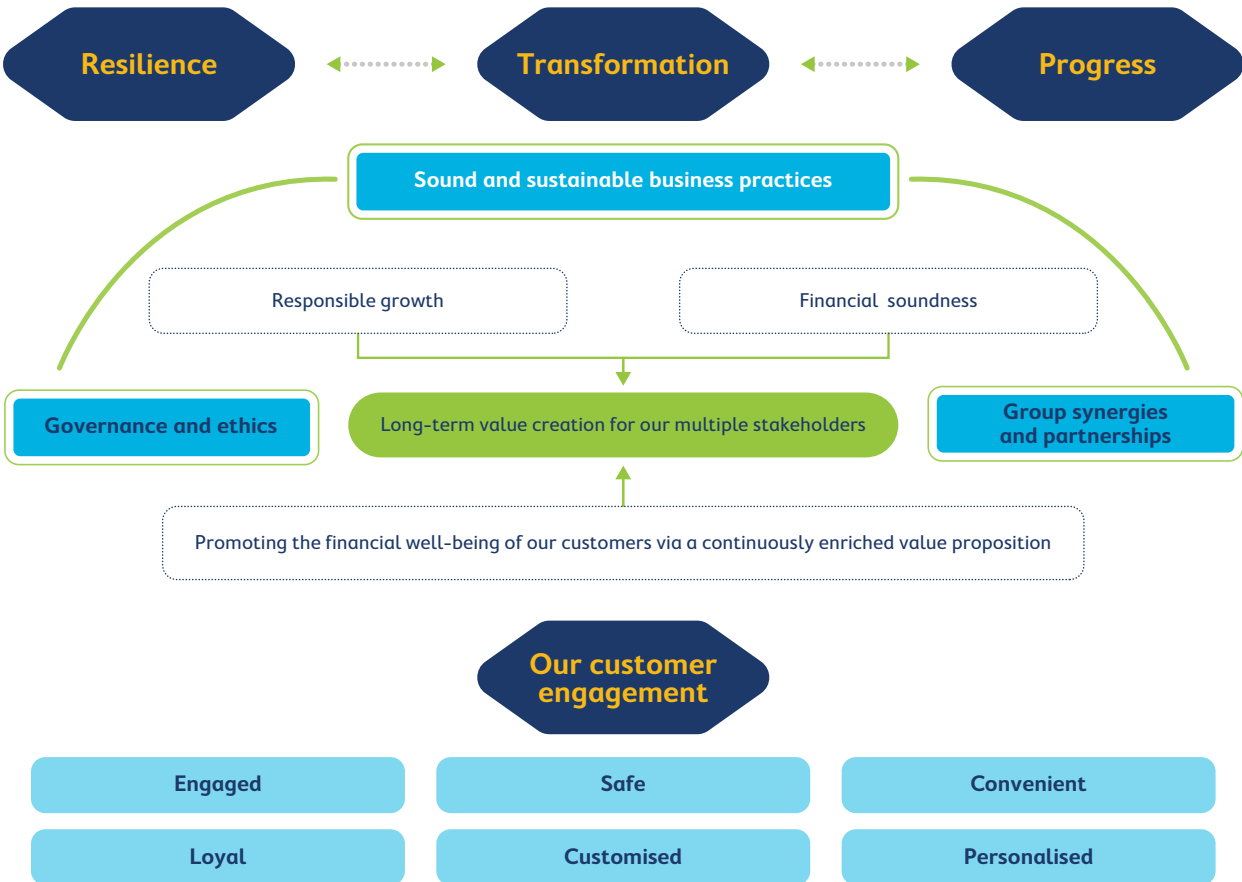 Resilience
Transformation
Progress
Sound and sustainable business practices
Responsible growth
Financial soundness
Governance and ethics
Long-term value creation for our multiple stakeholders
Group synergies
and partnerships
Promoting the financial well-being of our customers via a continuously enriched value proposition
Our customer
engagement
Engaged
Safe
Convenient
Loyal
Customised
Personalised